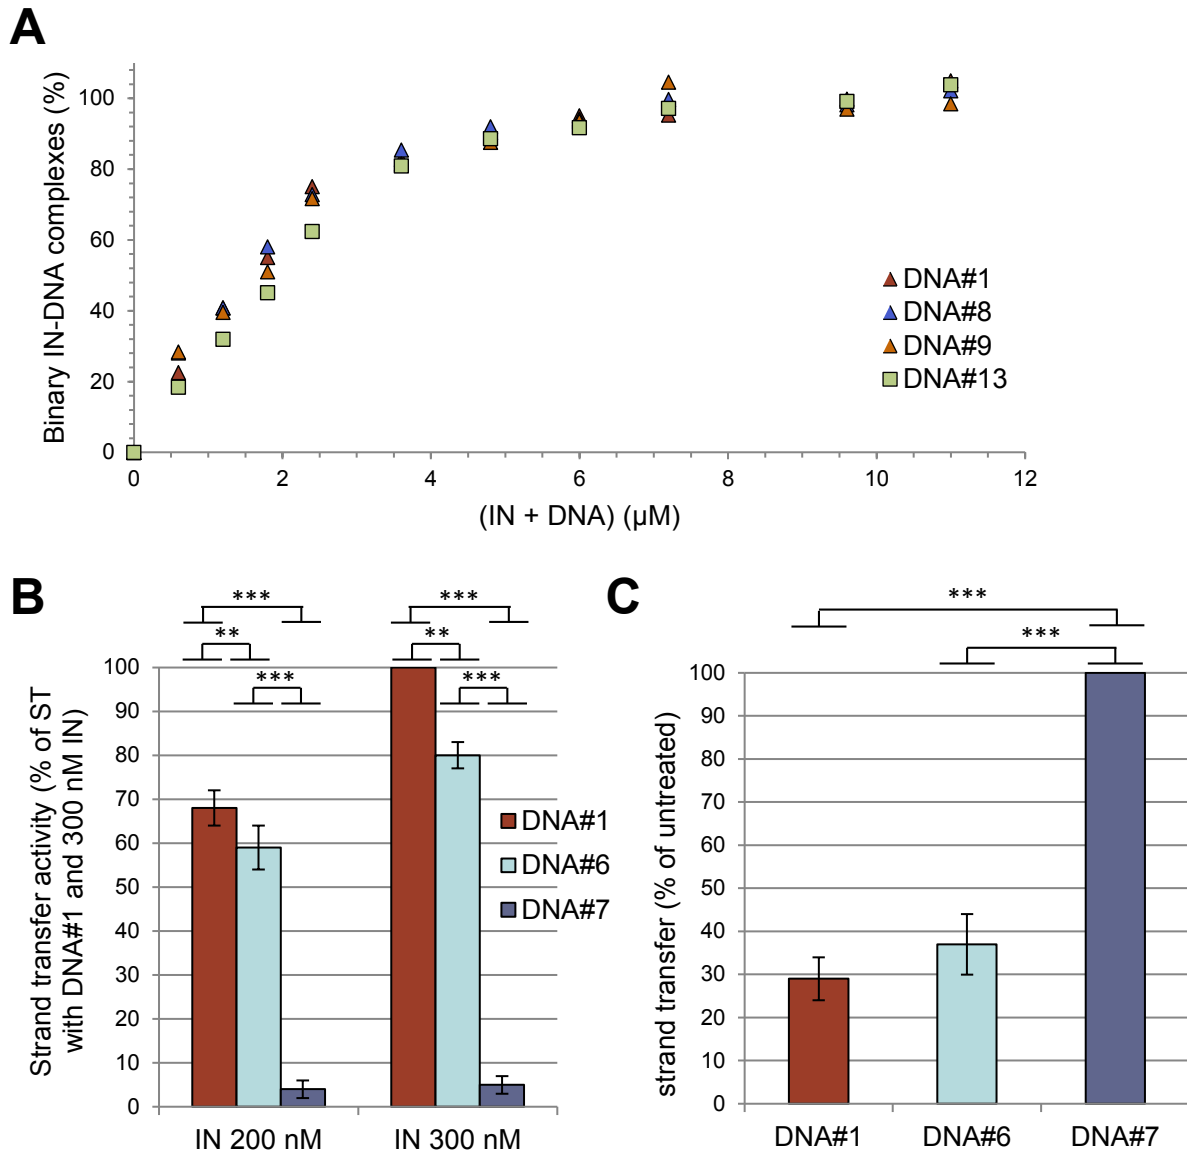 A
Binary IN-DNA complexes (%)
100
80
60
40
20
0
0 2 4 6 8 10 12
(IN + DNA) (µM)
DNA#1
DNA#8
DNA#9
DNA#13
B
*** ***
** **
*** ***
Strand transfer activity (% of ST
with DNA#1 and 300 nM IN)
100
90
80
70
60
50
40
30
20
10
0
IN 200 nM IN 300 nM
DNA#1
DNA#6
DNA#7
C
***
***
strand transfer (% of untreated)
100
90
80
70
60
50
40
30
20
10
0
DNA#1 DNA#6 DNA#7